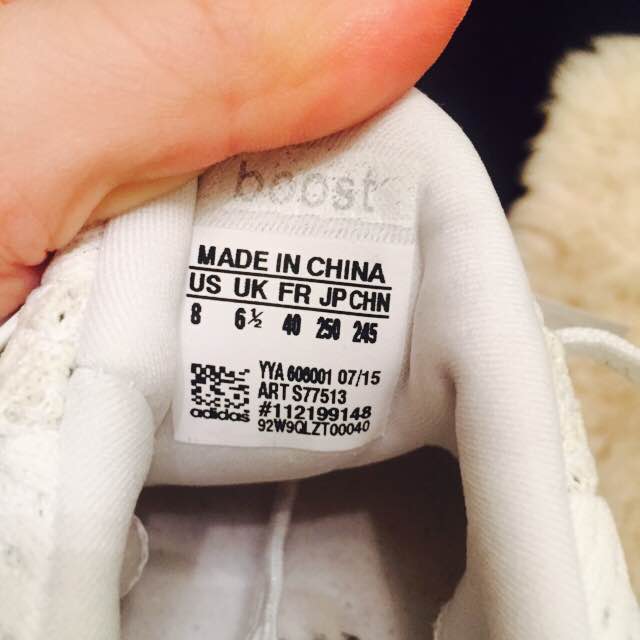 boost
MADE IN CHINA
US UK FR JP CHN
8 6½ 40 250 245
YYA 606001 07/15
ART S77513
#112199148
92W9QLZT00040
adidas